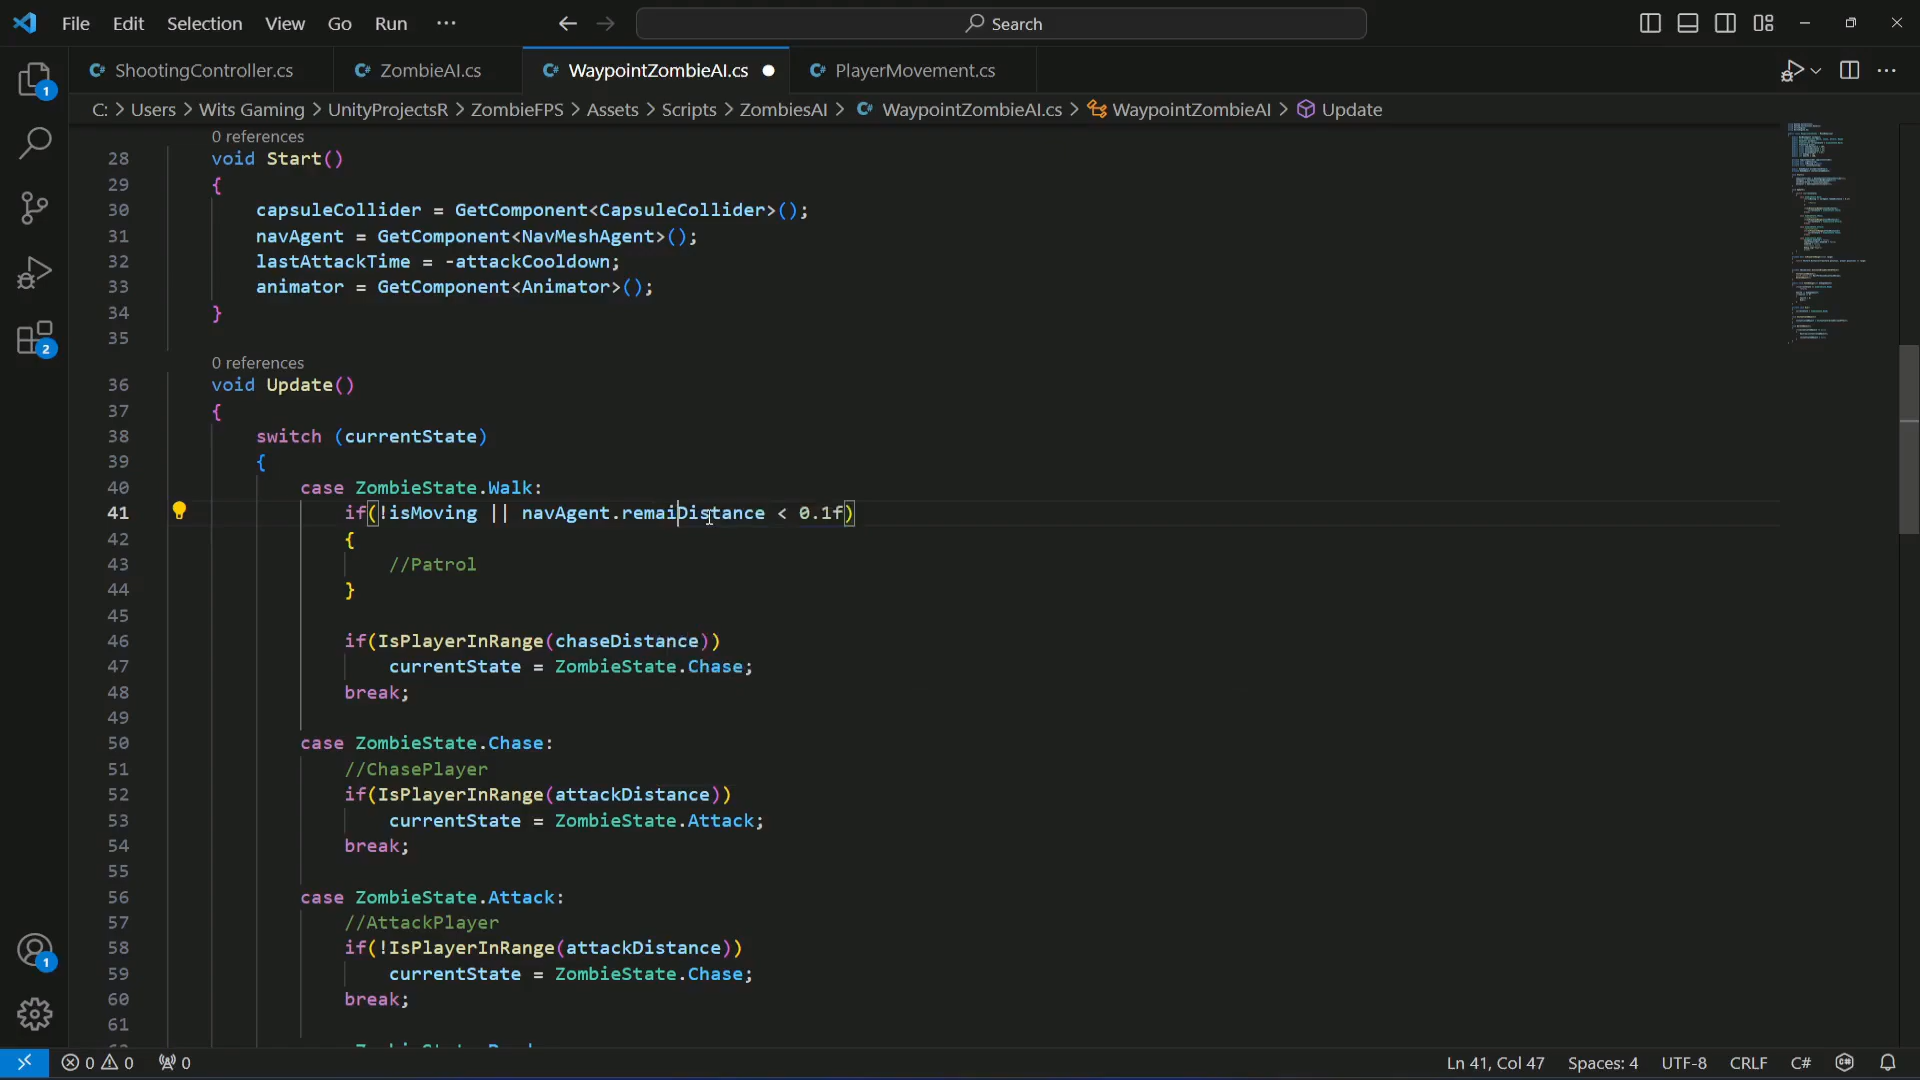 File Edit Selection View Go Run ··· Search
ShootingController.cs ZombieAI.cs WaypointZombieAI.cs PlayerMovement.cs
C: > Users > Wits Gaming > UnityProjectsR > ZombieFPS > Assets > Scripts > ZombiesAI > WaypointZombieAI.cs > WaypointZombieAI > Update
1
0 references
28 void Start()
29 {
30 capsuleCollider = GetComponent<CapsuleCollider>();
31 navAgent = GetComponent<NavMeshAgent>();
32 lastAttackTime = -attackCooldown;
33 animator = GetComponent<Animator>();
34 }
35
2
0 references
36 void Update()
37 {
38 switch (currentState)
39 {
40 case ZombieState.Walk:
41 if(!isMoving || navAgent.remaiDistance < 0.1f)
42 {
43 //Patrol
44 }
45
46 if(IsPlayerInRange(chaseDistance))
47 currentState = ZombieState.Chase;
48 break;
49
50 case ZombieState.Chase:
51 //ChasePlayer
52 if(IsPlayerInRange(attackDistance))
53 currentState = ZombieState.Attack;
54 break;
55
56 case ZombieState.Attack:
57 //AttackPlayer
58 if(!IsPlayerInRange(attackDistance))
59 currentState = ZombieState.Chase;
60 break;
61
1
0 0 0 Ln 41, Col 47 Spaces: 4 UTF-8 CRLF C#